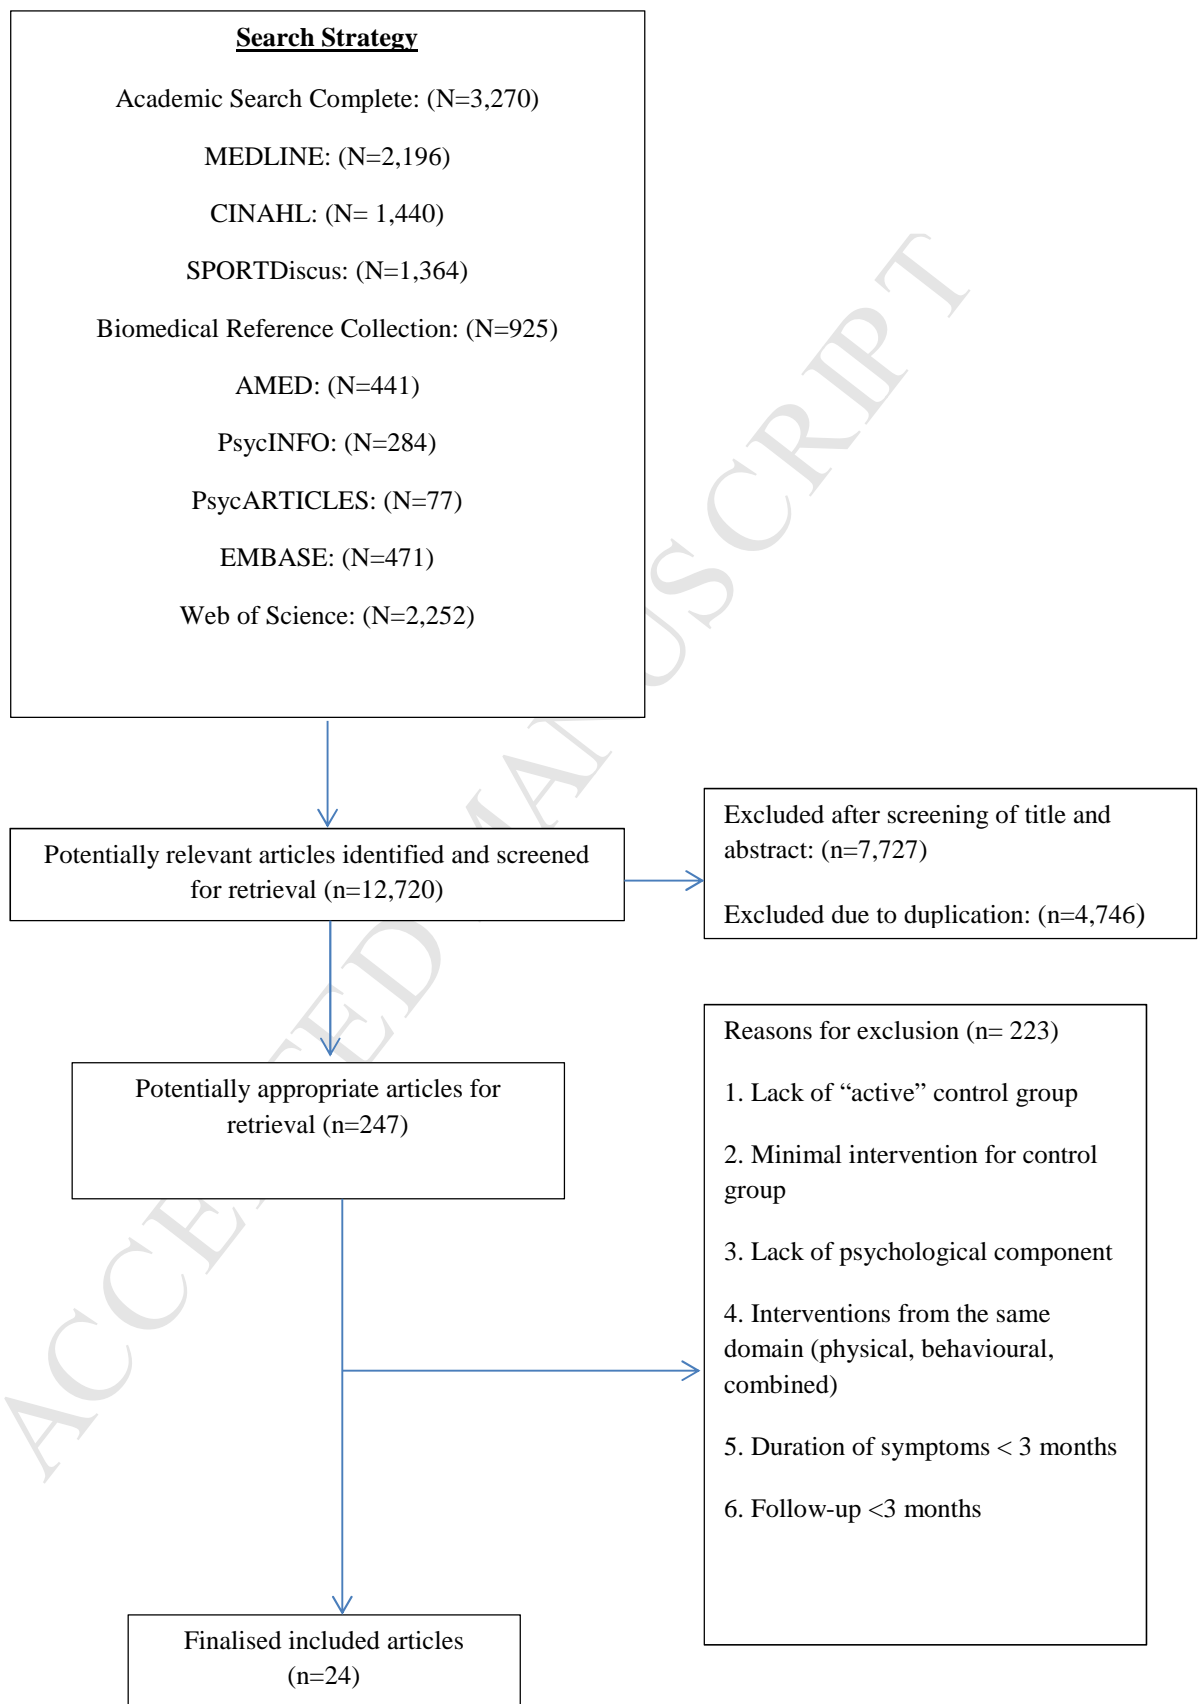 Search Strategy
Academic Search Complete: (N=3,270)
MEDLINE: (N=2,196)
CINAHL: (N= 1,440)
SPORTDiscus: (N=1,364)
Biomedical Reference Collection: (N=925)
AMED: (N=441)
PsycINFO: (N=284)
PsycARTICLES: (N=77)
EMBASE: (N=471)
Web of Science: (N=2,252)
Potentially relevant articles identified and screened
for retrieval (n=12,720)
Excluded after screening of title and
abstract: (n=7,727)
Excluded due to duplication: (n=4,746)
Potentially appropriate articles for
retrieval (n=247)
Reasons for exclusion (n= 223)
1. Lack of “active” control group
2. Minimal intervention for control
group
3. Lack of psychological component
4. Interventions from the same
domain (physical, behavioural,
combined)
5. Duration of symptoms < 3 months
6. Follow-up <3 months
Finalised included articles
(n=24)
ACCEPTED MANUSCRIPT